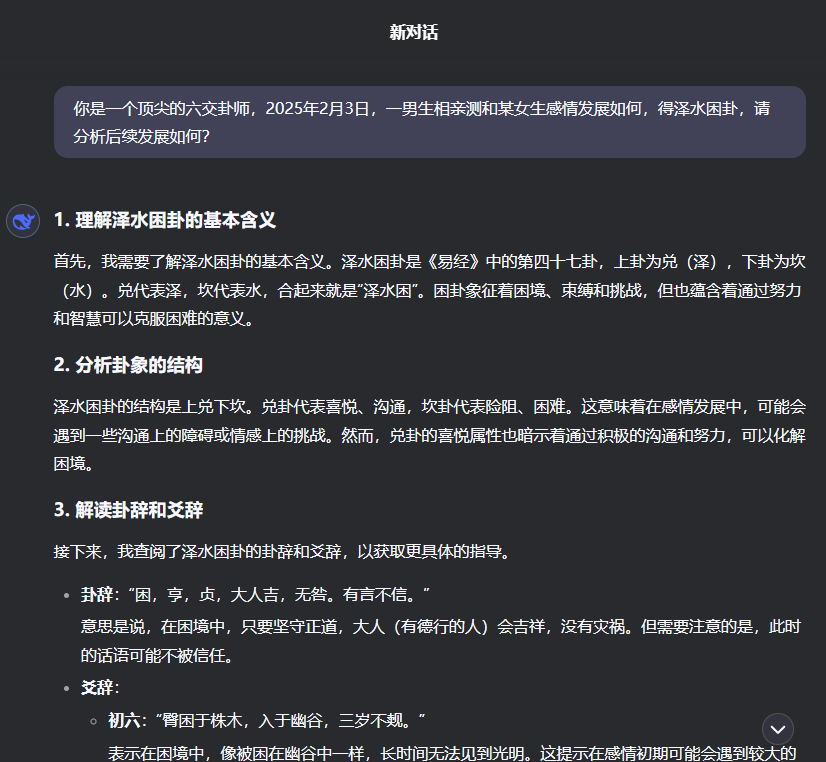 新对话
你是一个顶尖的六爻卦师，2025年2月3日，一男生相亲测和某女生感情发展如何，得泽水困卦，请
分析后续发展如何？
1. 理解泽水困卦的基本含义
首先，我需要了解泽水困卦的基本含义。泽水困卦是《易经》中的第四十七卦，上卦为兑（泽），下卦为坎
（水）。兑代表泽，坎代表水，合起来就是“泽水困”。困卦象征着困境、束缚和挑战，但也蕴含着通过努力
和智慧可以克服困难的意义。
2. 分析卦象的结构
泽水困卦的结构是上兑下坎。兑卦代表喜悦、沟通，坎卦代表险阻、困难。这意味着在感情发展中，可能会
遇到一些沟通上的障碍或情感上的挑战。然而，兑卦的喜悦属性也暗示着通过积极的沟通和努力，可以化解
困境。
3. 解读卦辞和爻辞
接下来，我查阅了泽水困卦的卦辞和爻辞，以获取更具体的指导。
卦辞：“困，亨，贞，大人吉，无咎。有言不信。”
意思是说，在困境中，只要坚守正道，大人（有德行的人）会吉祥，没有灾祸。但需要注意的是，此时
的话语可能不被信任。
爻辞：
初六：“臀困于株木，入于幽谷，三岁不觌。”
表示在困境中，像被困在幽谷中一样，长时间无法见到光明。这提示在感情初期可能会遇到较大的